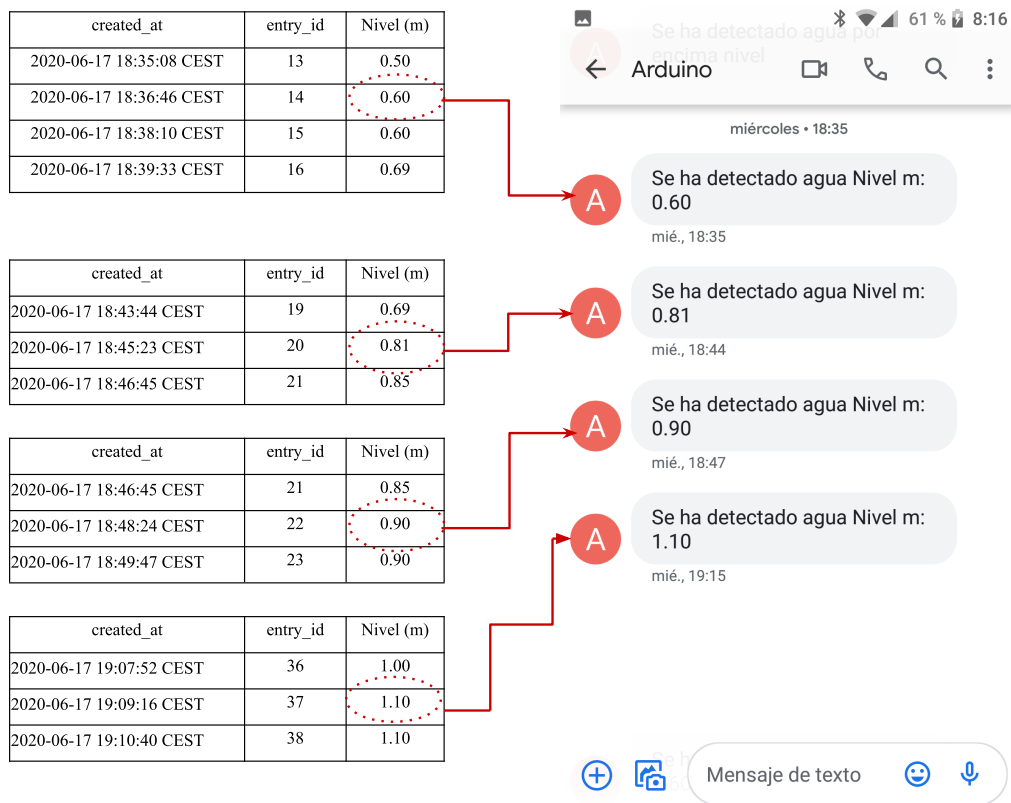 created_at entry_id Nivel (m)
2020-06-17 18:35:08 CEST 13 0.50
2020-06-17 18:36:46 CEST 14 0.60
2020-06-17 18:38:10 CEST 15 0.60
2020-06-17 18:39:33 CEST 16 0.69
created_at entry_id Nivel (m)
2020-06-17 18:43:44 CEST 19 0.69
2020-06-17 18:45:23 CEST 20 0.81
2020-06-17 18:46:45 CEST 21 0.85
created_at entry_id Nivel (m)
2020-06-17 18:46:45 CEST 21 0.85
2020-06-17 18:48:24 CEST 22 0.90
2020-06-17 18:49:47 CEST 23 0.90
created_at entry_id Nivel (m)
2020-06-17 19:07:52 CEST 36 1.00
2020-06-17 19:09:16 CEST 37 1.10
2020-06-17 19:10:40 CEST 38 1.10
61 % 8:16
Se ha detectado agua por
encima nivel
Arduino
miércoles • 18:35
A
Se ha detectado agua Nivel m:
0.60
mié., 18:35
A
Se ha detectado agua Nivel m:
0.81
mié., 18:44
A
Se ha detectado agua Nivel m:
0.90
mié., 18:47
A
Se ha detectado agua Nivel m:
1.10
mié., 19:15
Se h
Mensaje de texto